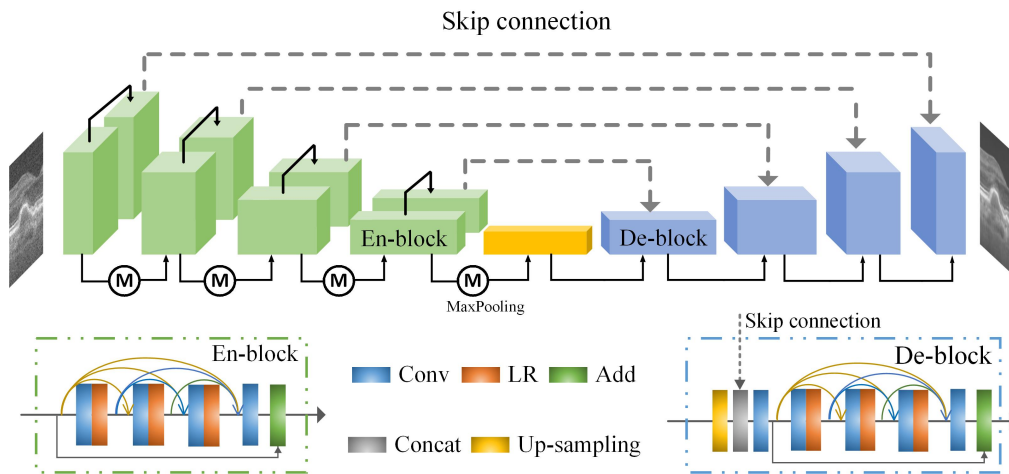 Skip connection
En-block
De-block
M
M
M
M
MaxPooling
Skip connection
En-block
De-block
Conv
LR
Add
Concat
Up-sampling